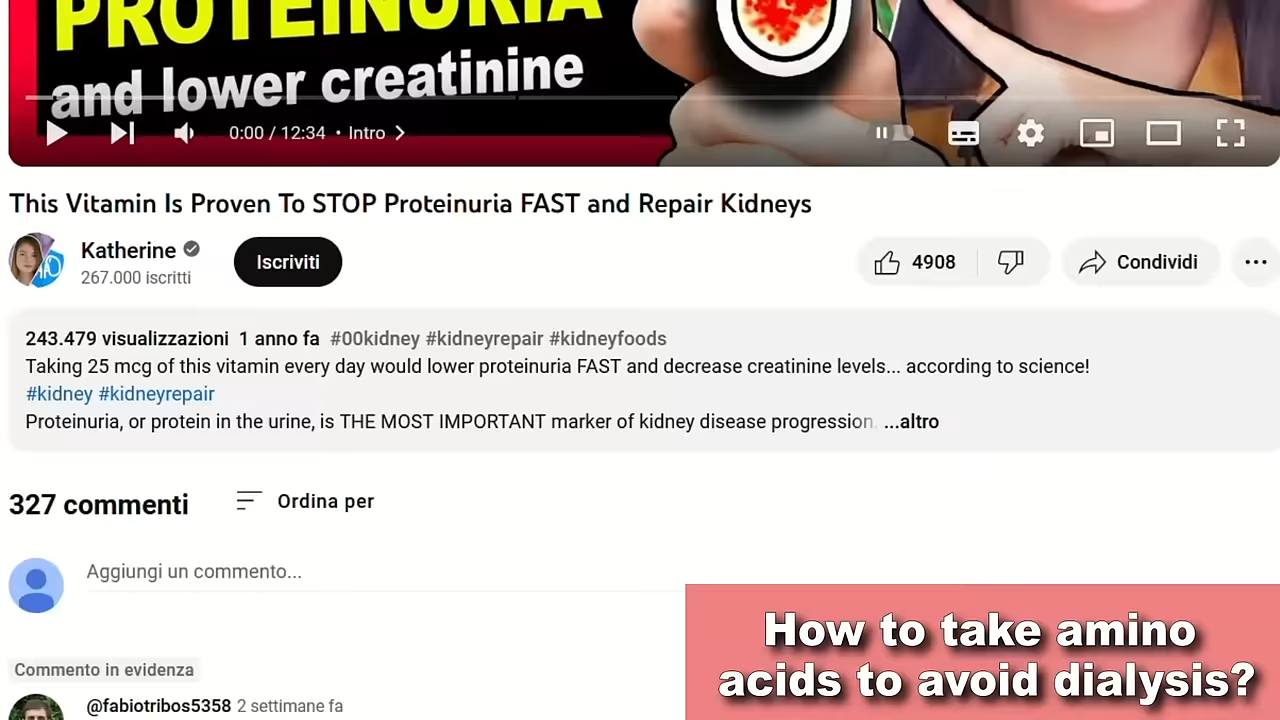 PROTEINURIA
and lower creatinine
0:00 / 12:34 • Intro
This Vitamin Is Proven To STOP Proteinuria FAST and Repair Kidneys
Katherine
267.000 iscritti
Iscriviti
4908
Condividi
243.479 visualizzazioni 1 anno fa #00kidney #kidneyrepair #kidneyfoods
Taking 25 mcg of this vitamin every day would lower proteinuria FAST and decrease creatinine levels... according to science!
#kidney #kidneyrepair
Proteinuria, or protein in the urine, is THE MOST IMPORTANT marker of kidney disease progression. ...altro
327 commenti
Ordina per
Aggiungi un commento...
How to take amino
acids to avoid dialysis?
Commento in evidenza
@fabiotribos5358 2 settimane fa